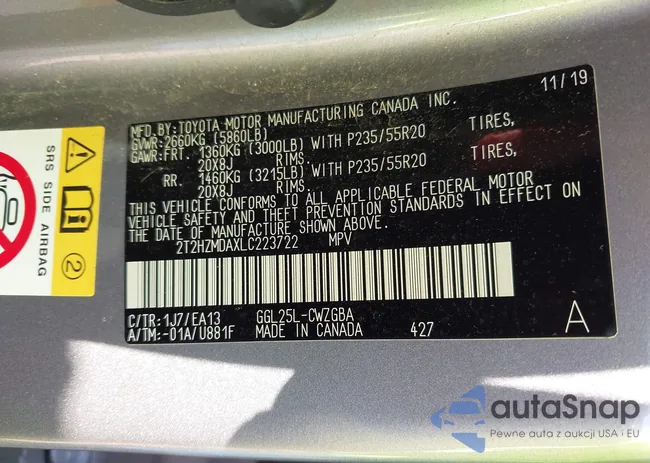 11/19
MFD.BY:TOYOTA MOTOR MANUFACTURING CANADA INC.
GVWR:2660KG (5860LB)
GAWR:FRT. 1360KG (3000LB) WITH P235/55R20 TIRES,
20X8J RIMS.
RR. 1460KG (3215LB) WITH P235/55R20 TIRES,
20X8J RIMS.
THIS VEHICLE CONFORMS TO ALL APPLICABLE FEDERAL MOTOR
VEHICLE SAFETY AND THEFT PREVENTION STANDARDS IN EFFECT ON
THE DATE OF MANUFACTURE SHOWN ABOVE.
2T2HZMDAXLC223722 MPV
C/TR:1J7/EA13 GGL25L-CWZGBA
A/TM:-01A/U881F MADE IN CANADA 427
A
SRS SIDE AIRBAG
2
autoSnap
Pewne auta z aukcji USA i EU